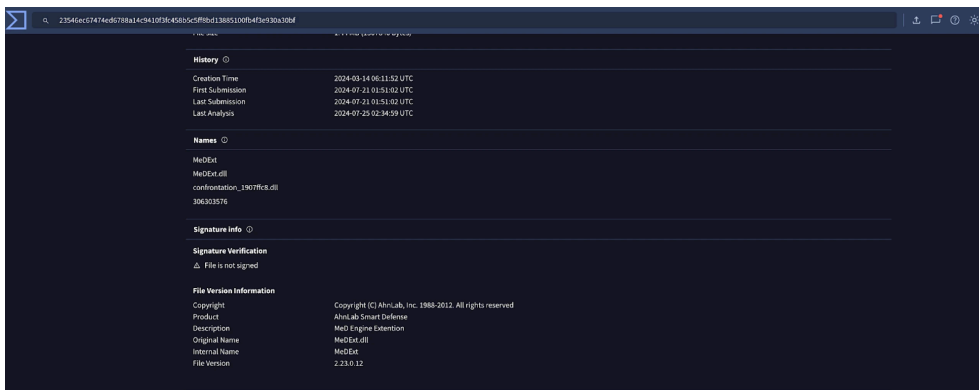 23546ec67474ed6788a14c9410f3fc458b5c5ff8bd13885100fb4f3e930a30bf
History
Creation Time 2024-03-14 06:11:52 UTC
First Submission 2024-07-21 01:51:02 UTC
Last Submission 2024-07-21 01:51:02 UTC
Last Analysis 2024-07-25 02:34:59 UTC
Names
MeDExt
MeDExt.dll
confrontation_1907ffc8.dll
306303576
Signature info
Signature Verification
File is not signed
File Version Information
Copyright Copyright (C) AhnLab, Inc. 1988-2012. All rights reserved
Product AhnLab Smart Defense
Description MeD Engine Extention
Original Name MeDExt.dll
Internal Name MeDExt
File Version 2.23.0.12